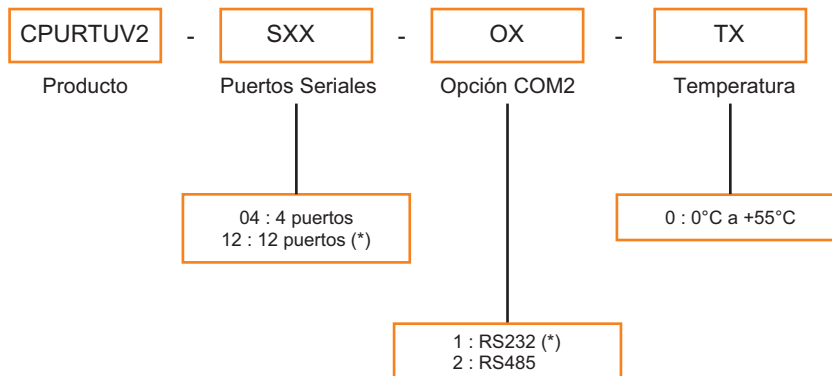 CPURTUV2 - SXX - OX - TX
Producto Puertos Seriales Opción COM2 Temperatura
04 : 4 puertos
12 : 12 puertos (*)
0 : 0°C a +55°C
1 : RS232 (*)
2 : RS485